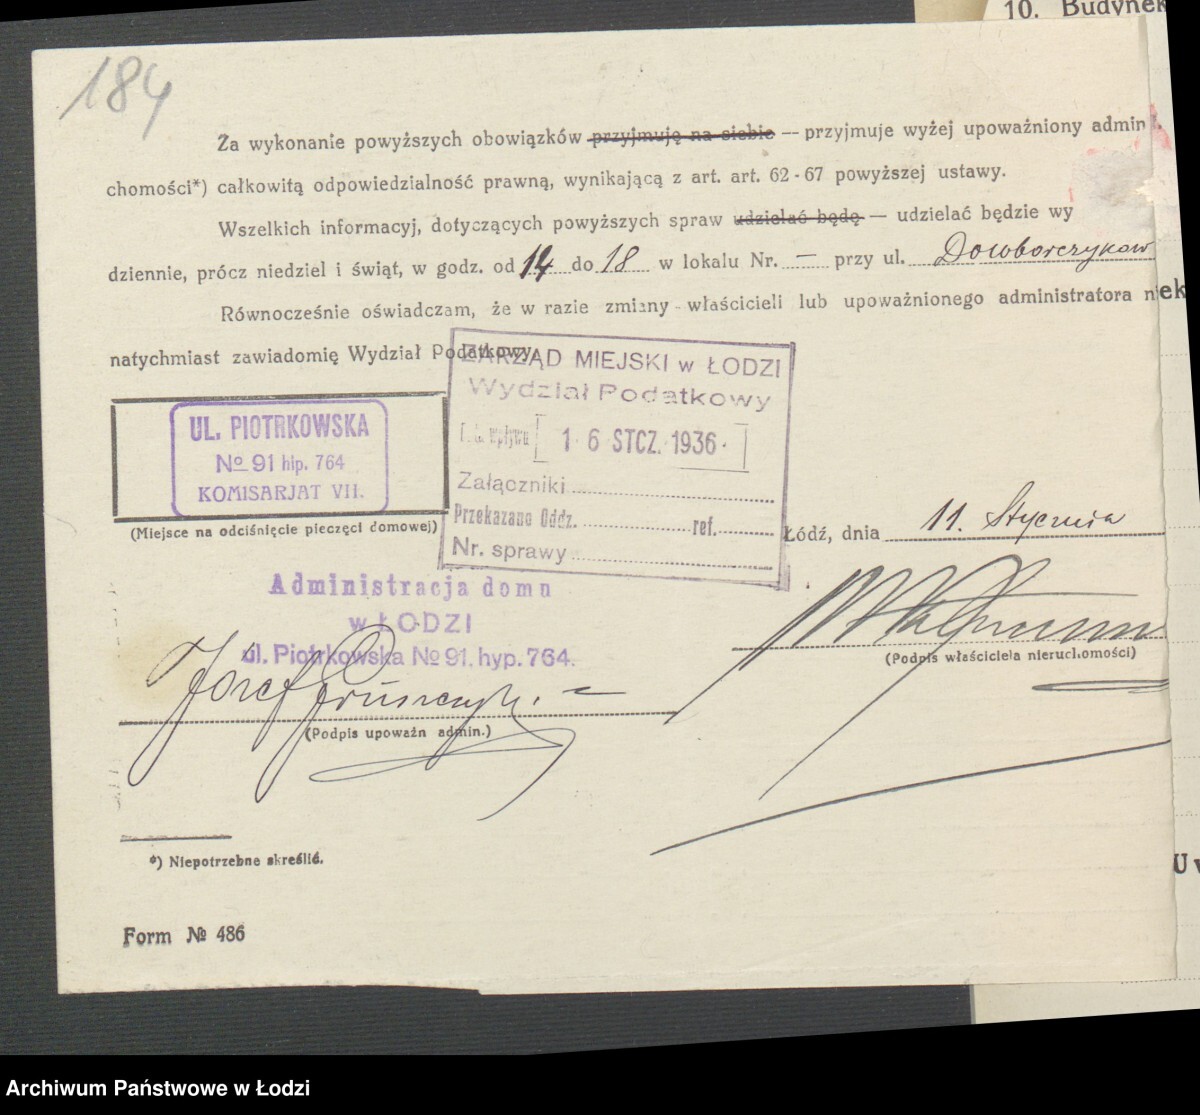 10. Budynek
184
Za wykonanie powyższych obowiązków przyjmuję na siebie — przyjmuje wyżej upoważniony admini
chomości*) całkowitą odpowiedzialność prawną, wynikającą z art. art. 62 - 67 powyższej ustawy.
Wszelkich informacyj, dotyczących powyższych spraw udzielać będę — udzielać będzie wy
dziennie, prócz niedziel i świąt, w godz. od 14 do 18 w lokalu Nr. — przy ul. Dowborczyków
Równocześnie oświadczam, że w razie zmiany właścicieli lub upoważnionego administratora n
natychmiast zawiadomię Wydział Podatkowy.
ZARZĄD MIEJSKI w ŁODZI
Wydział Podatkowy
wpływu 16 STCZ. 1936
Załączniki
Przekazano Oddz. ref.
Nr. sprawy
UL. PIOTRKOWSKA
No 91 hip. 764
KOMISARJAT VII.
(Miejsce na odciśnięcie pieczęci domowej)
Łódź, dnia 11. Stycznia
Administracja domu
w ŁODZI
ul. Piotrkowska No 91, hyp. 764.
(Podpis właściciela nieruchomości)
Józef
(Podpis upoważn admin.)
*) Niepotrzebne skreślić.
Form № 486
Archiwum Państwowe w Łodzi